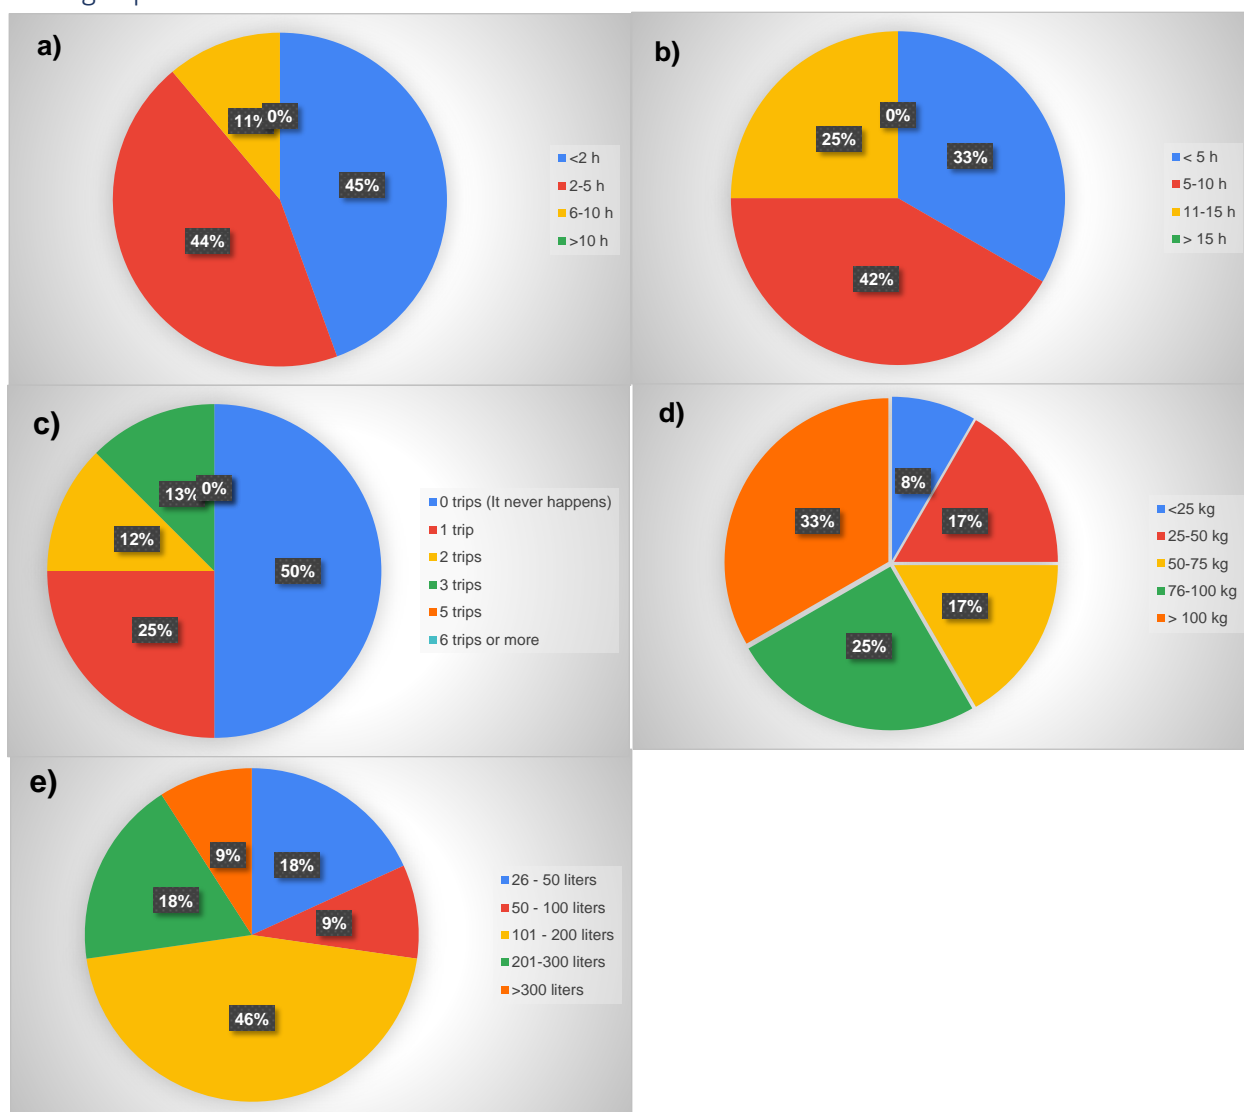 a)
11%
0%
45%
44%
<2 h
2-5 h
6-10 h
>10 h
b)
0%
25%
33%
42%
< 5 h
5-10 h
11-15 h
> 15 h
c)
13%
0%
12%
50%
25%
0 trips (It never happens)
1 trip
2 trips
3 trips
5 trips
6 trips or more
d)
8%
33%
17%
17%
25%
<25 kg
25-50 kg
50-75 kg
76-100 kg
> 100 kg
e)
9%
18%
18%
9%
46%
26 - 50 liters
50 - 100 liters
101 - 200 liters
201-300 liters
>300 liters